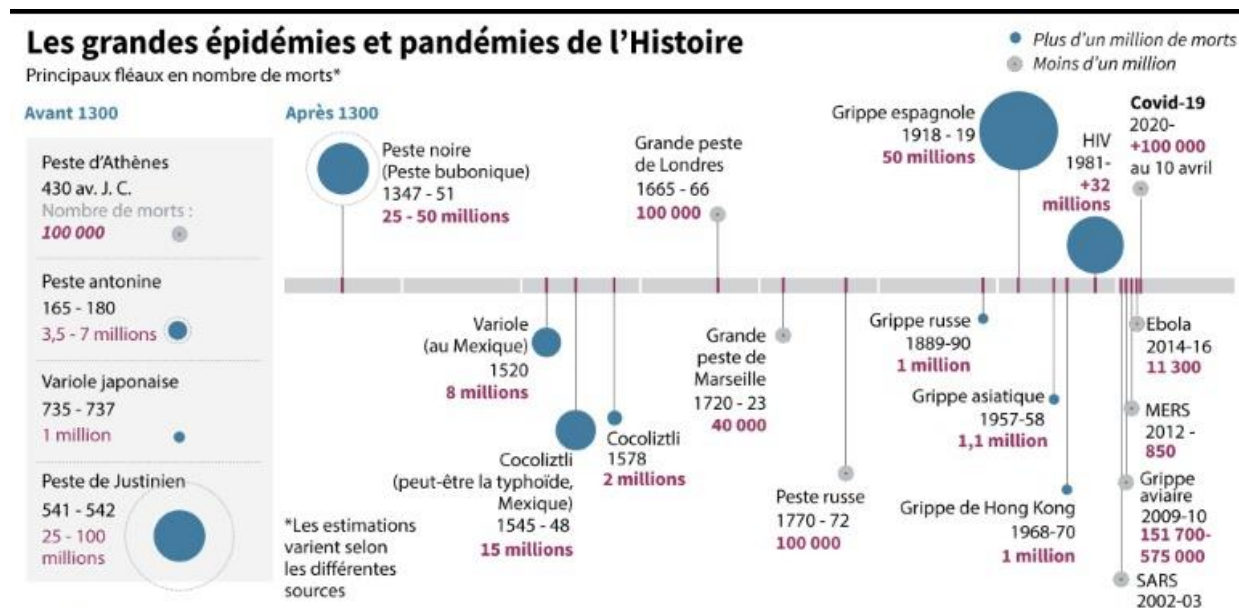 Les grandes épidémies et pandémies de l'Histoire
Principaux fléaux en nombre de morts*
Plus d'un million de morts
Moins d'un million
Avant 1300
Peste d'Athènes
430 av. J. C.
Nombre de morts :
100 000
Peste antonine
165 - 180
3,5 - 7 millions
Variole japonaise
735 - 737
1 million
Peste de Justinien
541 - 542
25 - 100
millions
Après 1300
Peste noire
(Peste bubonique)
1347 - 51
25 - 50 millions
Grande peste
de Londres
1665 - 66
100 000
Grippe espagnole
1918 - 19
50 millions
HIV
1981-
+32
millions
Covid-19
2020-
+100 000
au 10 avril
Variole
(au Mexique)
1520
8 millions
Cocoliztli
(peut-être la typhoïde,
Mexique)
1545 - 48
15 millions
Cocoliztli
1578
2 millions
Grande
peste de
Marseille
1720 - 23
40 000
Peste russe
1770 - 72
100 000
Grippe russe
1889-90
1 million
Grippe asiatique
1957-58
1,1 million
Grippe de Hong Kong
1968-70
1 million
Ebola
2014-16
11 300
MERS
2012 -
850
Grippe
aviaire
2009-10
151 700-
575 000
SARS
2002-03
*Les estimations
varient selon
les différentes
sources